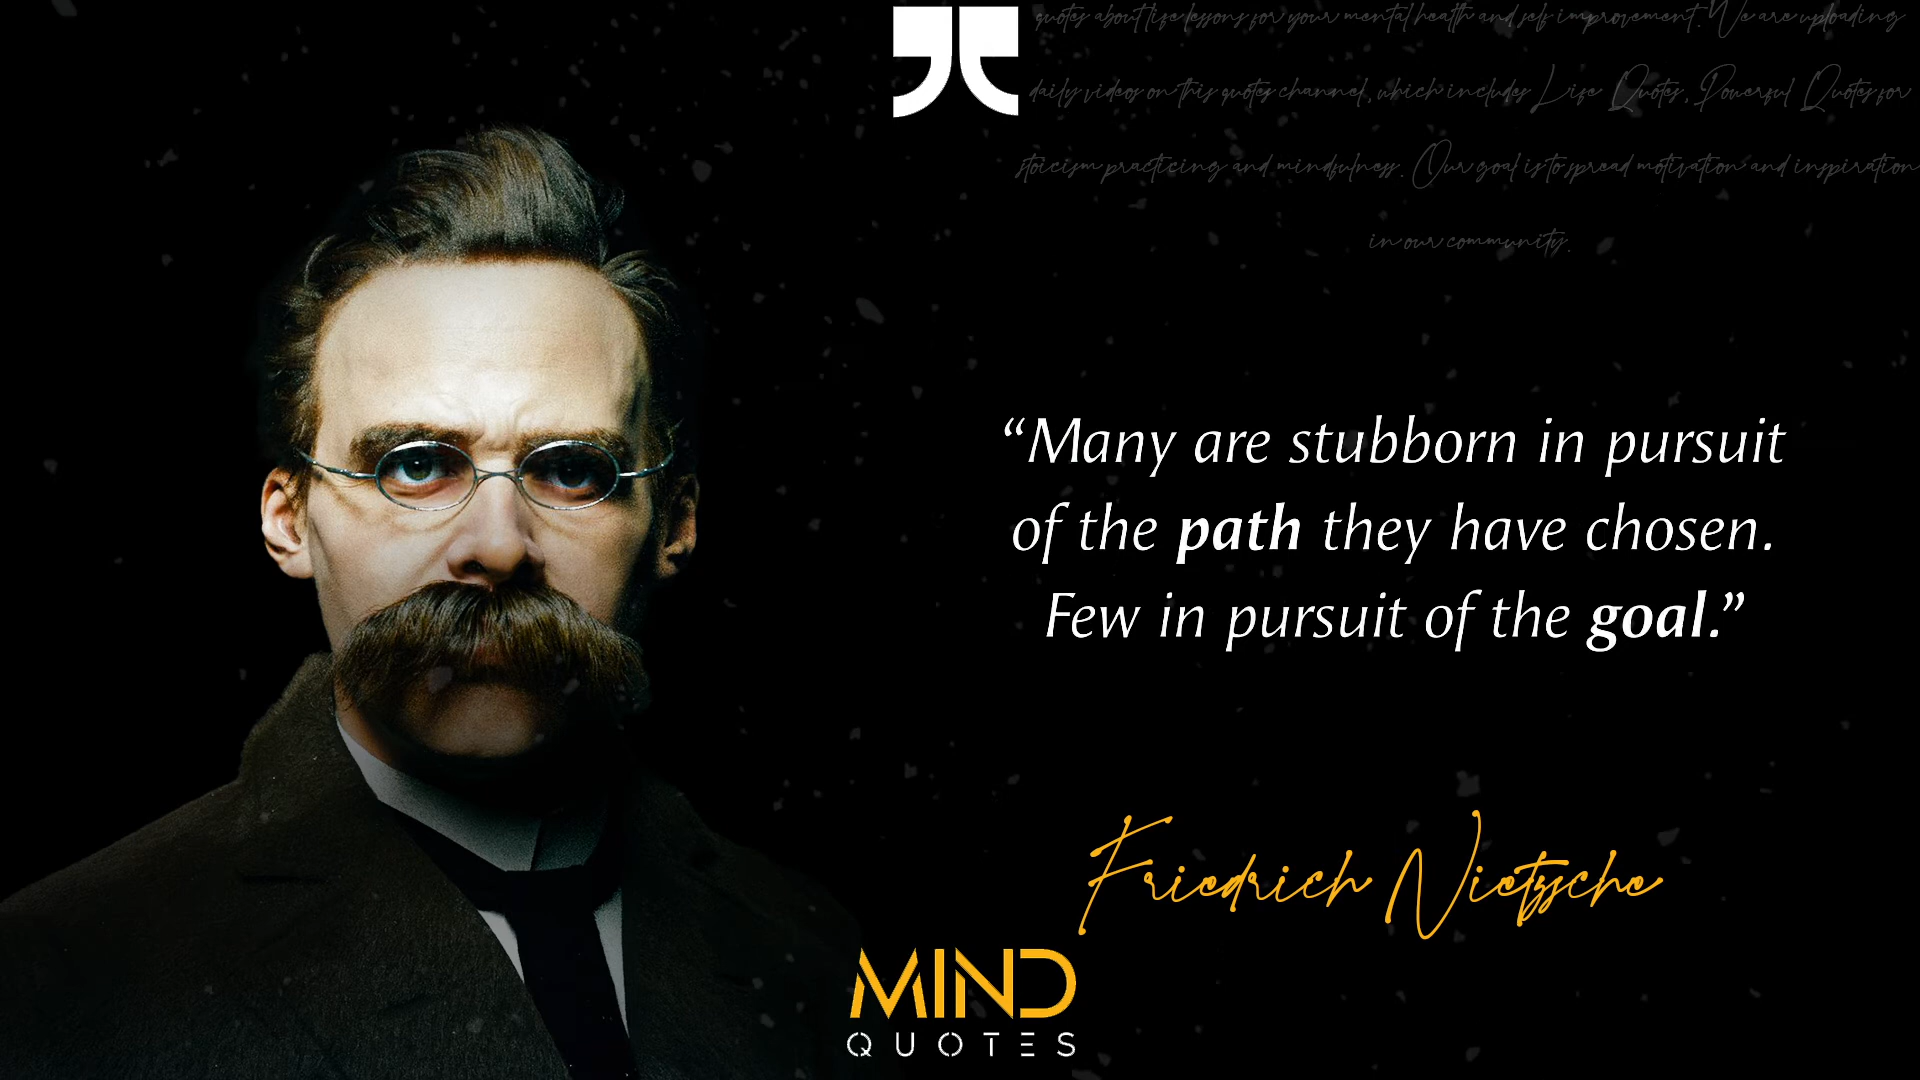 quotes about life lessons for your mental health and self improvement. We are uploading
daily videos on this quotes channel, which includes Life Quotes, Powerful Quotes for
stoicism practicing and mindfulness. Our goal is to spread motivation and inspiration
in our community.
“Many are stubborn in pursuit
of the path they have chosen.
Few in pursuit of the goal.”
Friedrich Nietzsche
MIND
QUOTES